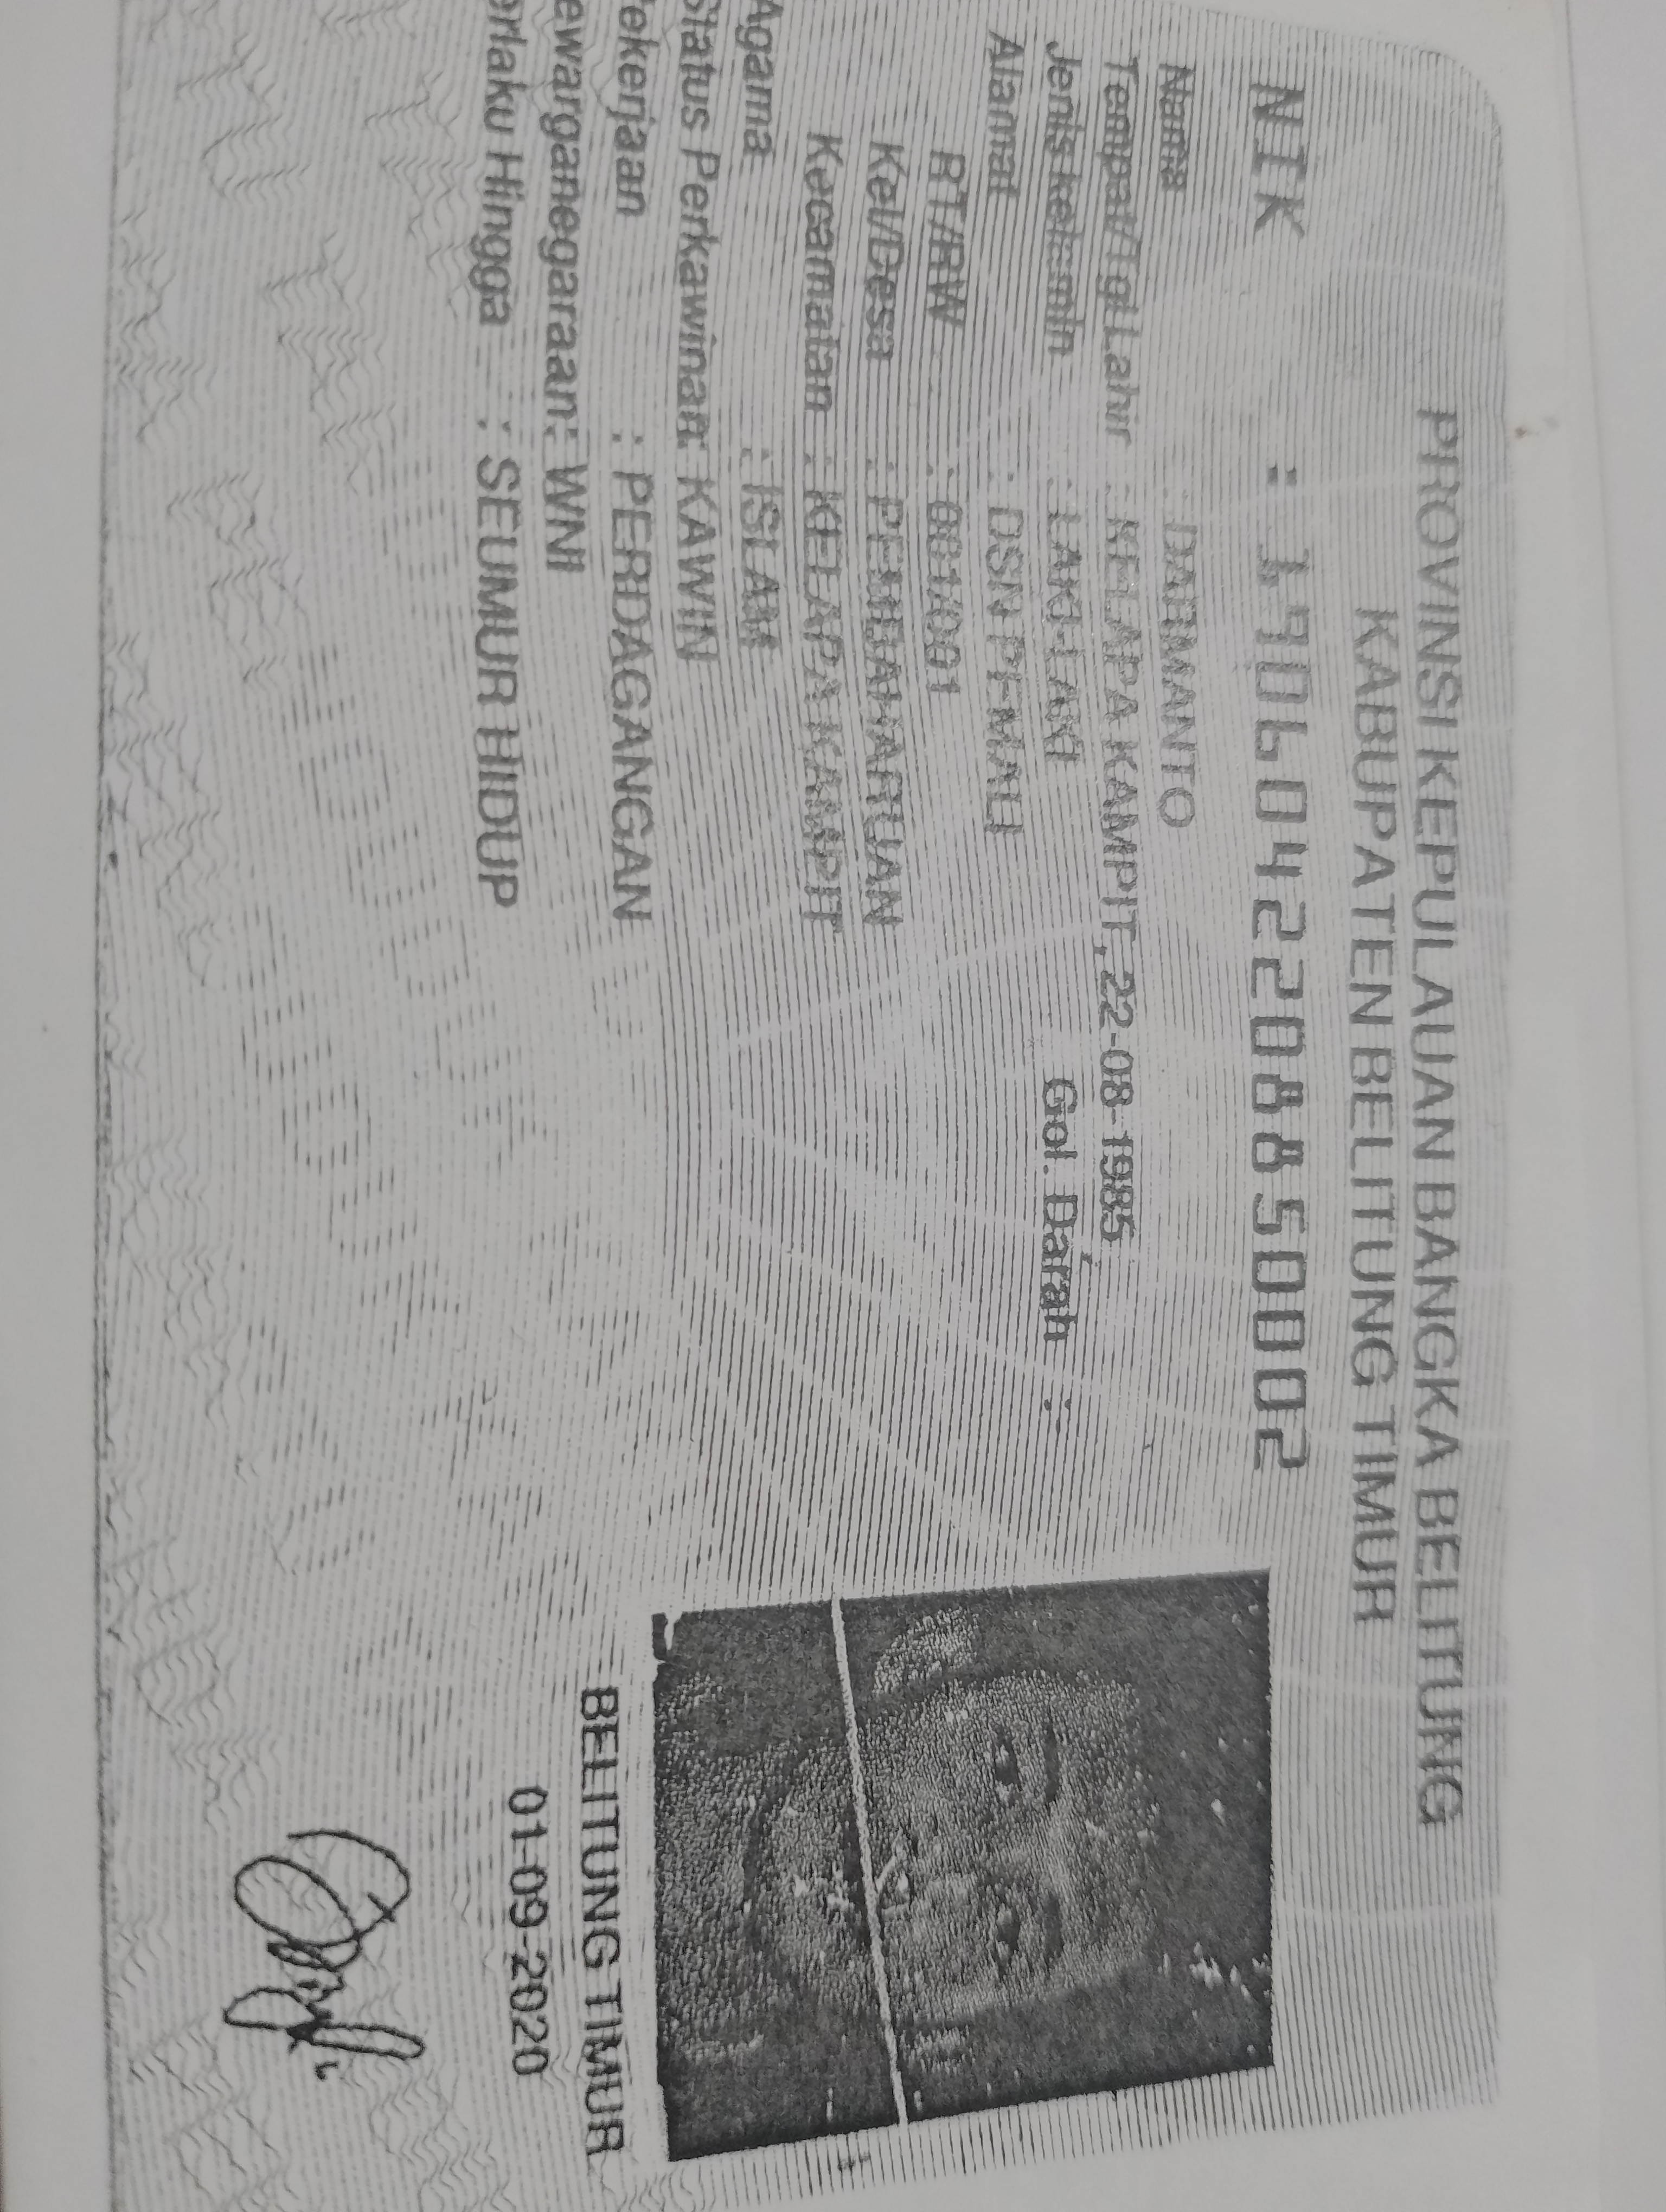 PROVINSI KEPULAUAN BANGKA BELITUNG
KABUPATEN BELITUNG TIMUR
NIK : 1906042208850002
Nama : DARMANTO
Tempat/Tgl Lahir : KELAPA KAMPIT, 22-08-1985
Jenis kelamin : LAKI-LAKI Gol. Darah : -
Alamat : DSN PEMALI
RT/RW : 001/001
Kel/Desa : PEMBAHARUAN
Kecamatan : KELAPA KAMPIT
Agama : ISLAM
Status Perkawinan: KAWIN
ekerjaan : PERDAGANGAN
ewarganegaraan: WNI
erlaku Hingga : SEUMUR HIDUP
BELITUNG TIMUR
01-09-2020